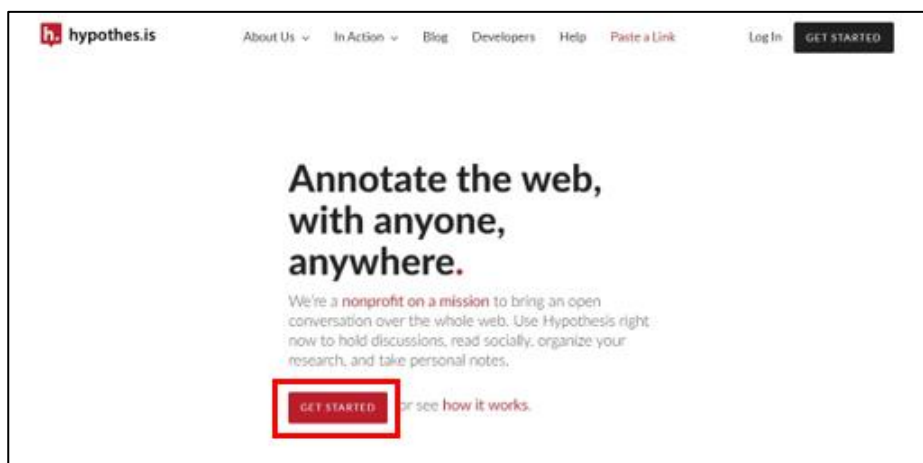 h. hypothes.is
About Us In Action Blog Developers Help Paste a Link Log In GET STARTED
Annotate the web,
with anyone,
anywhere.
We're a nonprofit on a mission to bring an open
conversation over the whole web. Use Hypothesis right
now to hold discussions, read socially, organize your
research, and take personal notes.
GET STARTED or see how it works.